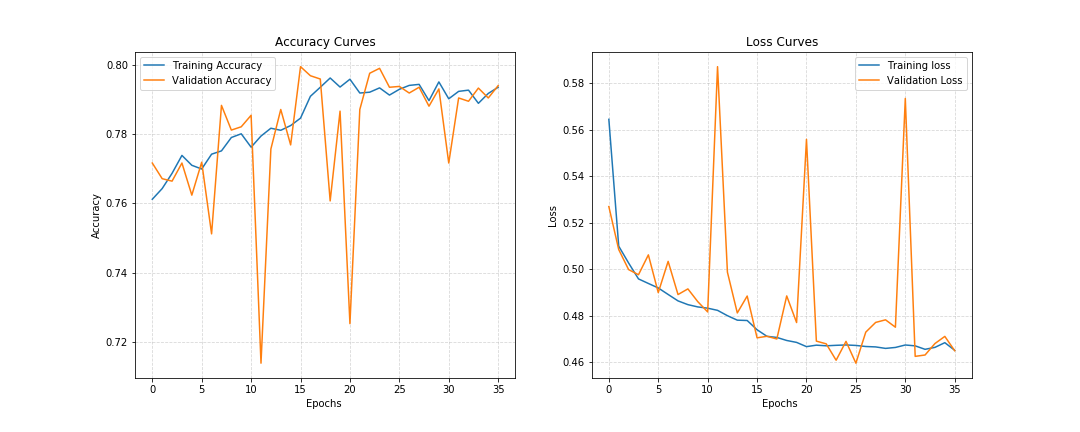 Accuracy Curves
Training Accuracy
Validation Accuracy
0.80
0.78
0.76
0.74
0.72
Accuracy
0 5 10 15 20 25 30 35
Epochs
Loss Curves
Training loss
Validation Loss
0.58
0.56
0.54
0.52
0.50
0.48
0.46
Loss
0 5 10 15 20 25 30 35
Epochs